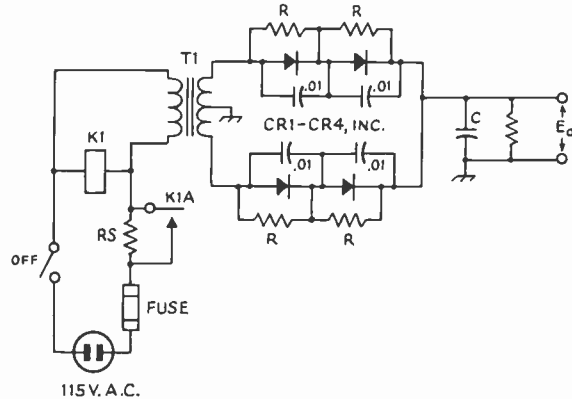 R R
T1
.01 .01
K1
CR1-CR4, INC.
C
Eo
.01 .01
K1A
RS
R R
OFF
FUSE
115V. A.C.